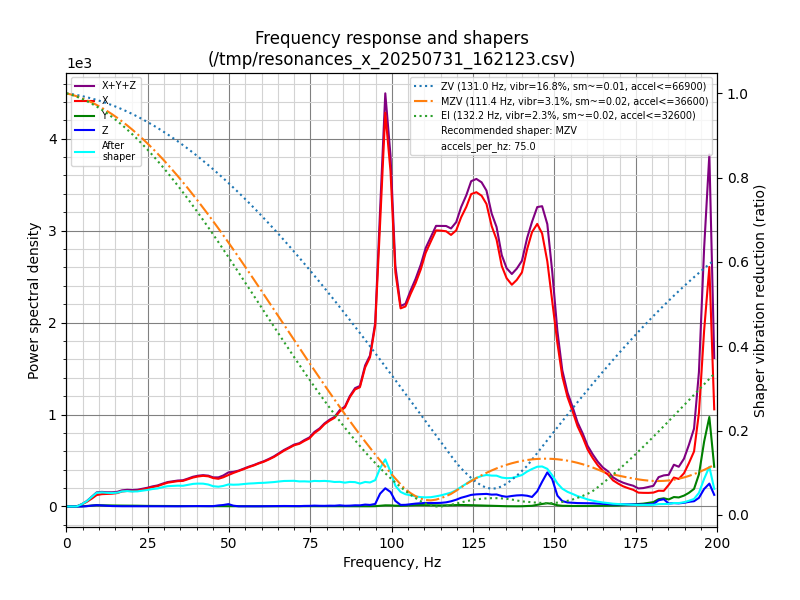 Frequency response and shapers
(/tmp/resonances_x_20250731_162123.csv)
1e3
X+Y+Z
X
Y
Z
After
shaper
ZV (131.0 Hz, vibr=16.8%, sm~=0.01, accel<=66900)
MZV (111.4 Hz, vibr=3.1%, sm~=0.02, accel<=36600)
EI (132.2 Hz, vibr=2.3%, sm~=0.02, accel<=32600)
Recommended shaper: MZV
accels_per_hz: 75.0
Power spectral density
4
3
2
1
0
Shaper vibration reduction (ratio)
1.0
0.8
0.6
0.4
0.2
0.0
0 25 50 75 100 125 150 175 200
Frequency, Hz